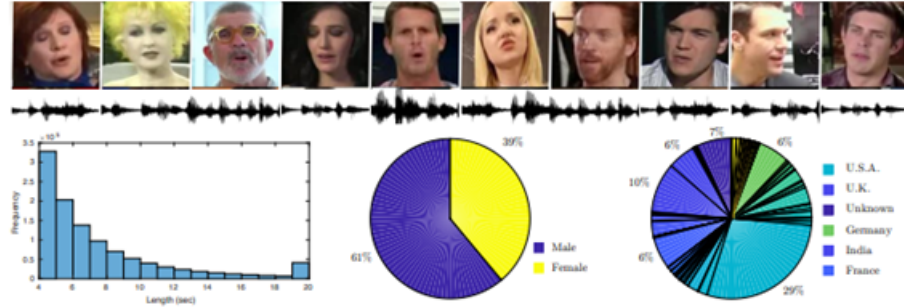 ×10⁵
3.5
3
2.5
2
1.5
1
0.5
0
Frequency
4 6 8 10 12 14 16 18 20
Length (sec)
39%
61%
Male
Female
7%
6%
6%
10%
6%
29%
U.S.A.
U.K.
Unknown
Germany
India
France